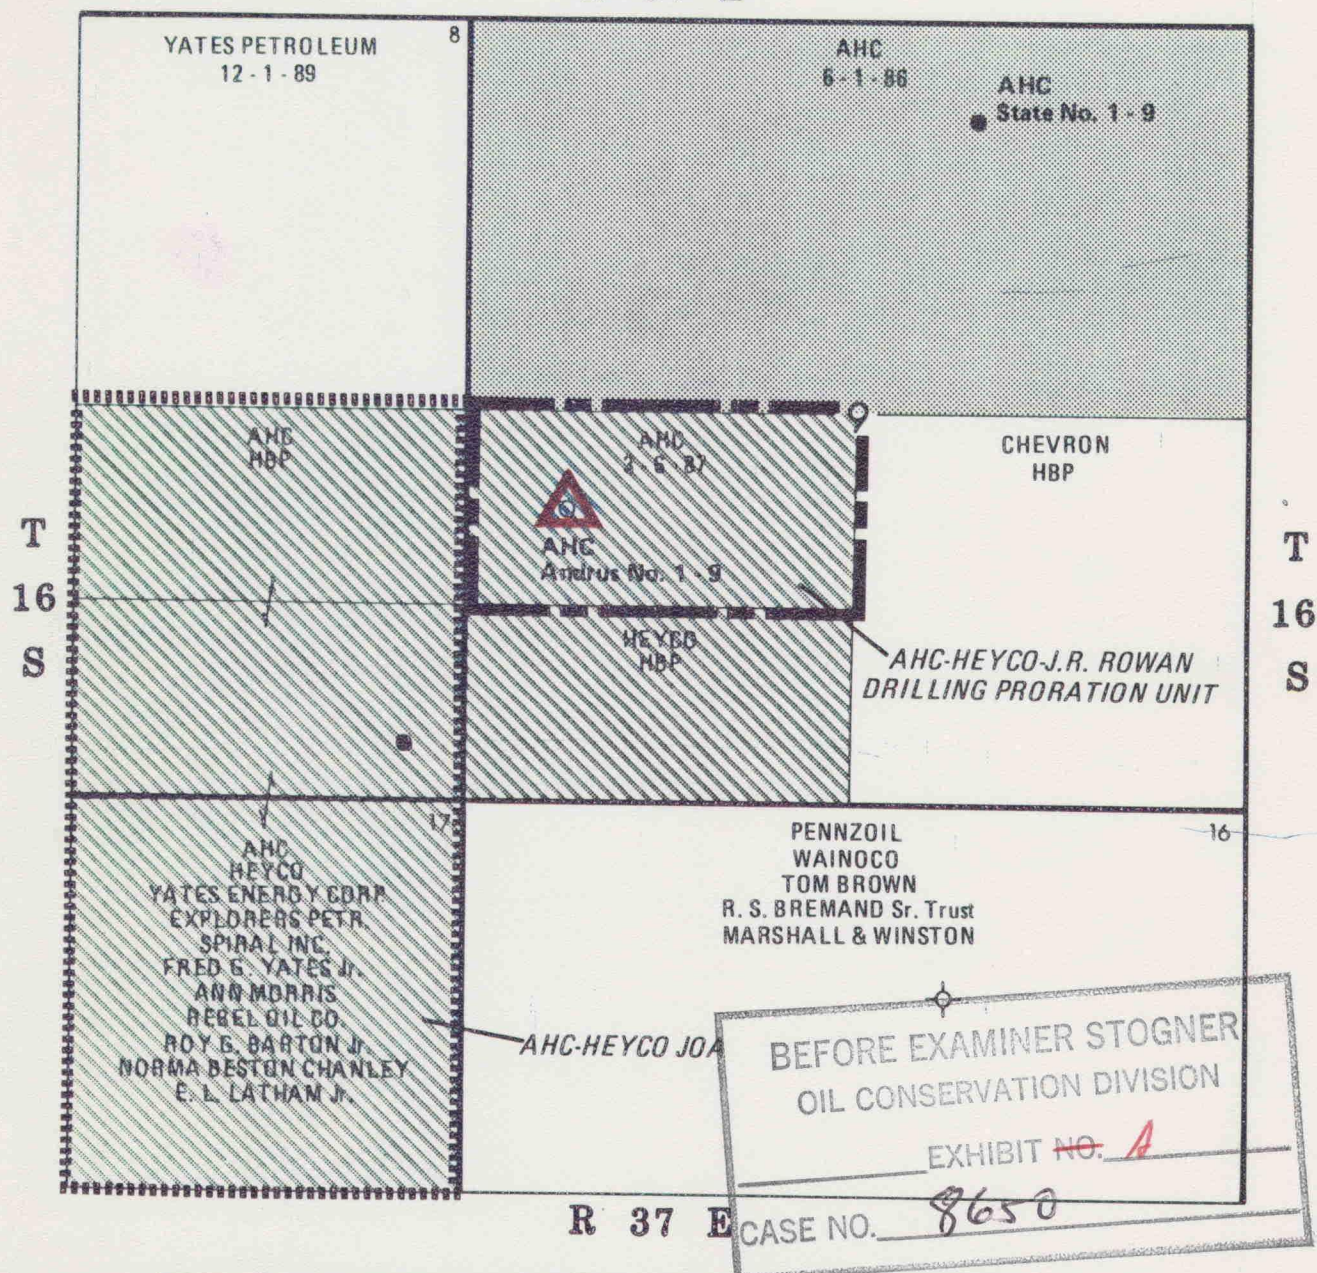 YATES PETROLEUM
12 - 1 - 89
8
AHC
6 - 1 - 86
AHC
State No. 1 - 9
AHC
HBP
AHC
9
CHEVRON
HBP
AHC
Andrus No. 1 - 9
T
16
S
T
16
S
HEYCO
HBP
AHC-HEYCO-J.R. ROWAN
DRILLING PRORATION UNIT
17
AHC
HEYCO
YATES ENERGY CORP
EXPLORERS PETR.
SPIRAL INC.
FRED G. YATES Jr.
ANN MORRIS
REBEL OIL CO.
ROY G. BARTON Jr.
NORMA BESTON CHANLEY
E. L. LATHAM Jr.
PENNZOIL
WAINOCO
TOM BROWN
R. S. BREMAND Sr. Trust
MARSHALL & WINSTON
16
AHC-HEYCO JOA
BEFORE EXAMINER STOGNER
OIL CONSERVATION DIVISION
EXHIBIT NO. A
CASE NO. 8650
R 37 E